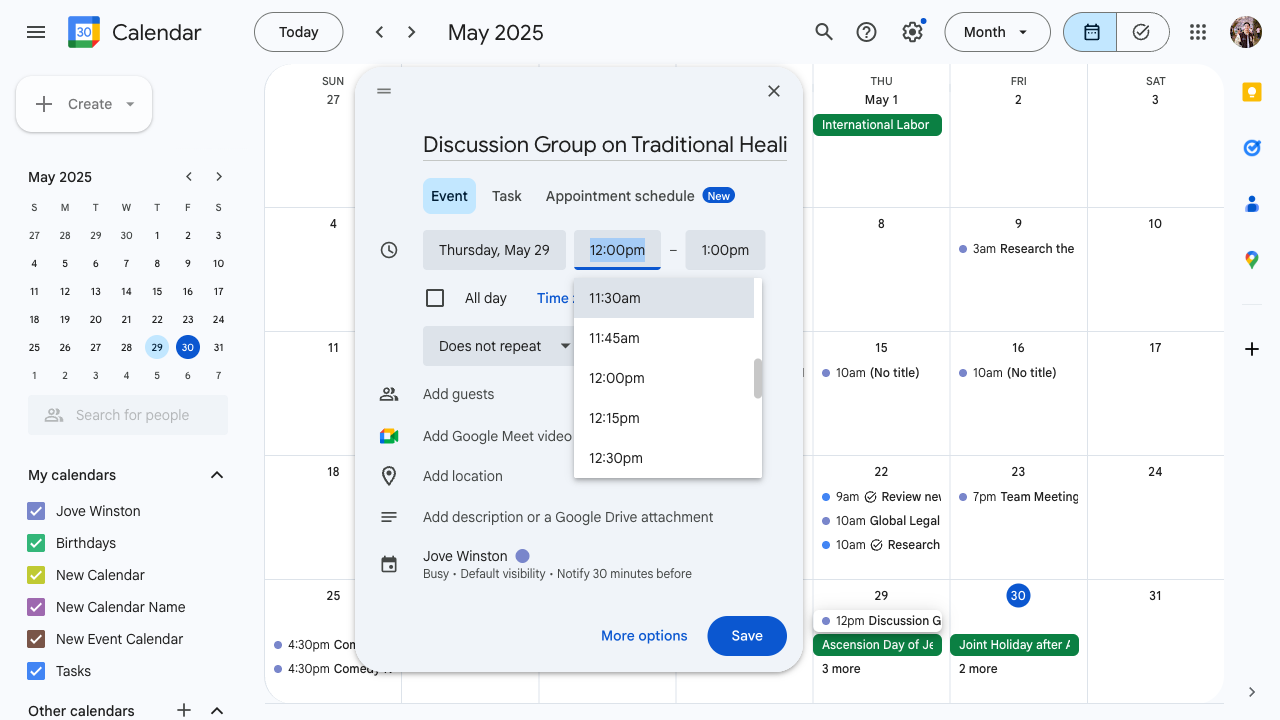 Calendar
Today
May 2025
Month
Create
May 2025
S M T W T F S
27 28 29 30 1 2 3
4 5 6 7 8 9 10
11 12 13 14 15 16 17
18 19 20 21 22 23 24
25 26 27 28 29 30 31
1 2 3 4 5 6 7
Search for people
My calendars
Jove Winston
Birthdays
New Calendar
New Calendar Name
New Event Calendar
Tasks
Other calendars
Discussion Group on Traditional Heali
Event Task Appointment schedule New
Thursday, May 29 12:00pm – 1:00pm
All day Time
Does not repeat
11:30am
11:45am
12:00pm
12:15pm
12:30pm
Add guests
Add Google Meet video
Add location
Add description or a Google Drive attachment
Jove Winston
Busy • Default visibility • Notify 30 minutes before
More options Save
SUN THU FRI SAT
27 May 1 2 3
International Labor
4 8 9 10
3am Research the
11 15 16 17
10am (No title) 10am (No title)
18 22 23 24
9am Review nev 7pm Team Meeting
10am Global Legal
10am Research
25 29 30 31
12pm Discussion G
4:30pm Com Ascension Day of Je Joint Holiday after A
4:30pm Comedy 3 more 2 more